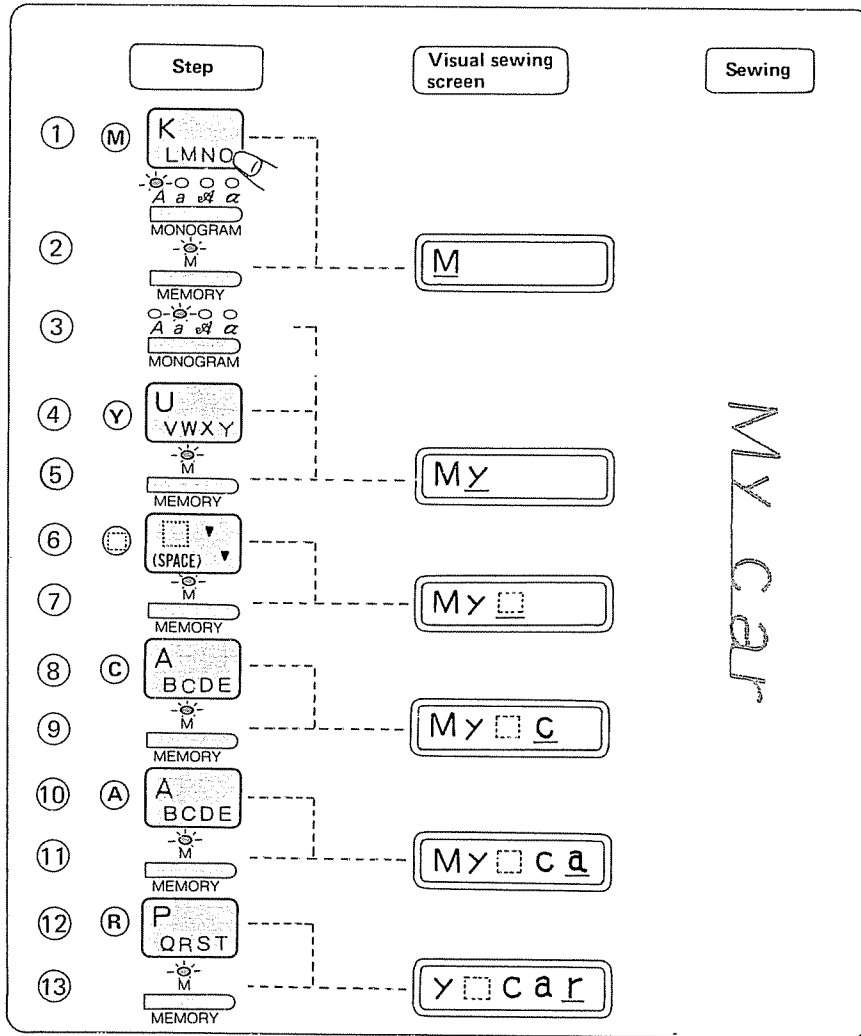 Step
Visual sewing
screen
Sewing
1 M K
LMNO
A a A a
MONOGRAM
2 M
MEMORY
M
3 A a A a
MONOGRAM
4 Y U
VWXY
5 M
MEMORY
My
6 (SPACE)
7 M
MEMORY
My
8 C A
BCDE
9 M
MEMORY
My c
10 A A
BCDE
11 M
MEMORY
My ca
12 R P
QRST
13 M
MEMORY
y car
My car